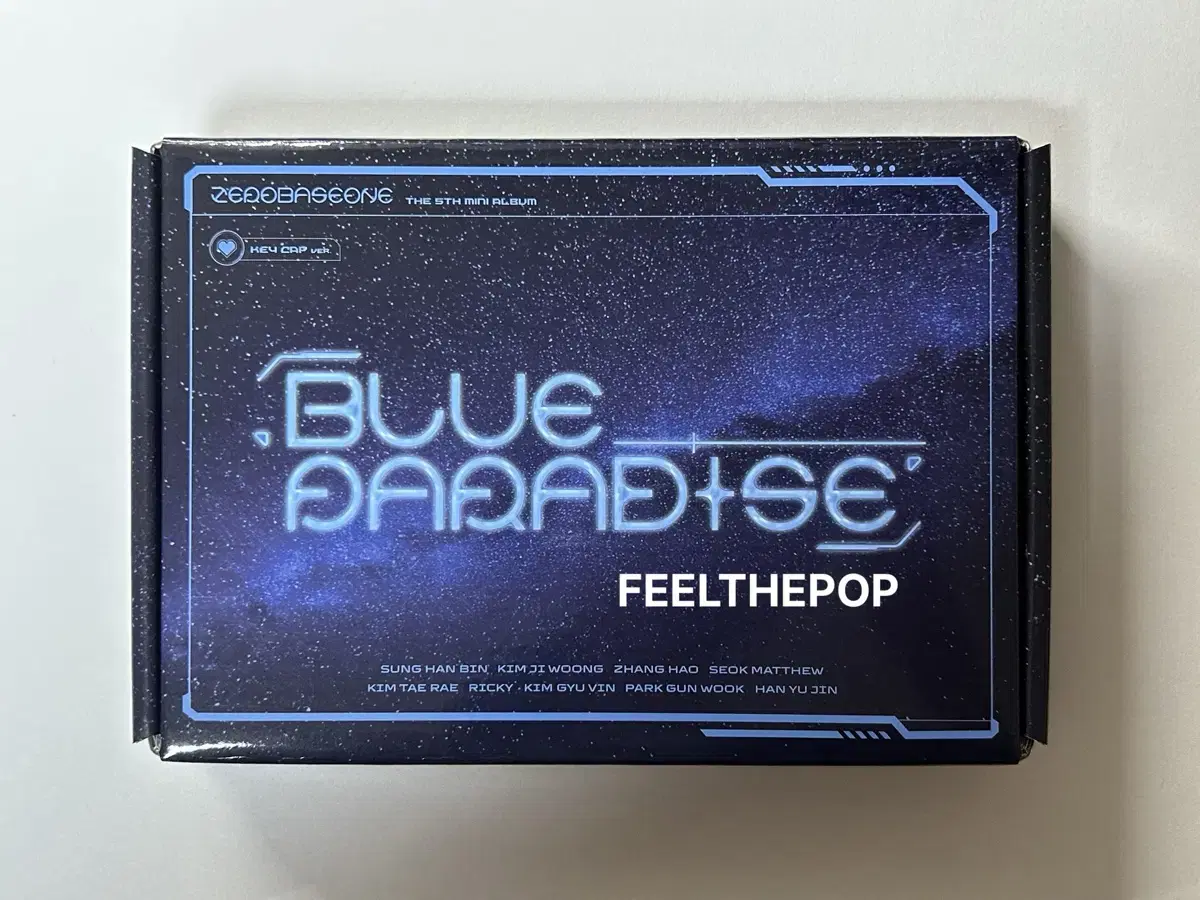 ZEROBASEONE THE 5TH MINI ALBUM
KEY CAP VER.
BLUE
PARADISE
FEELTHEPOP
SUNG HAN BIN KIM JI WOONG ZHANG HAO SEOK MATTHEW
KIM TAE RAE RICKY KIM GYU VIN PARK GUN WOOK HAN YU JIN